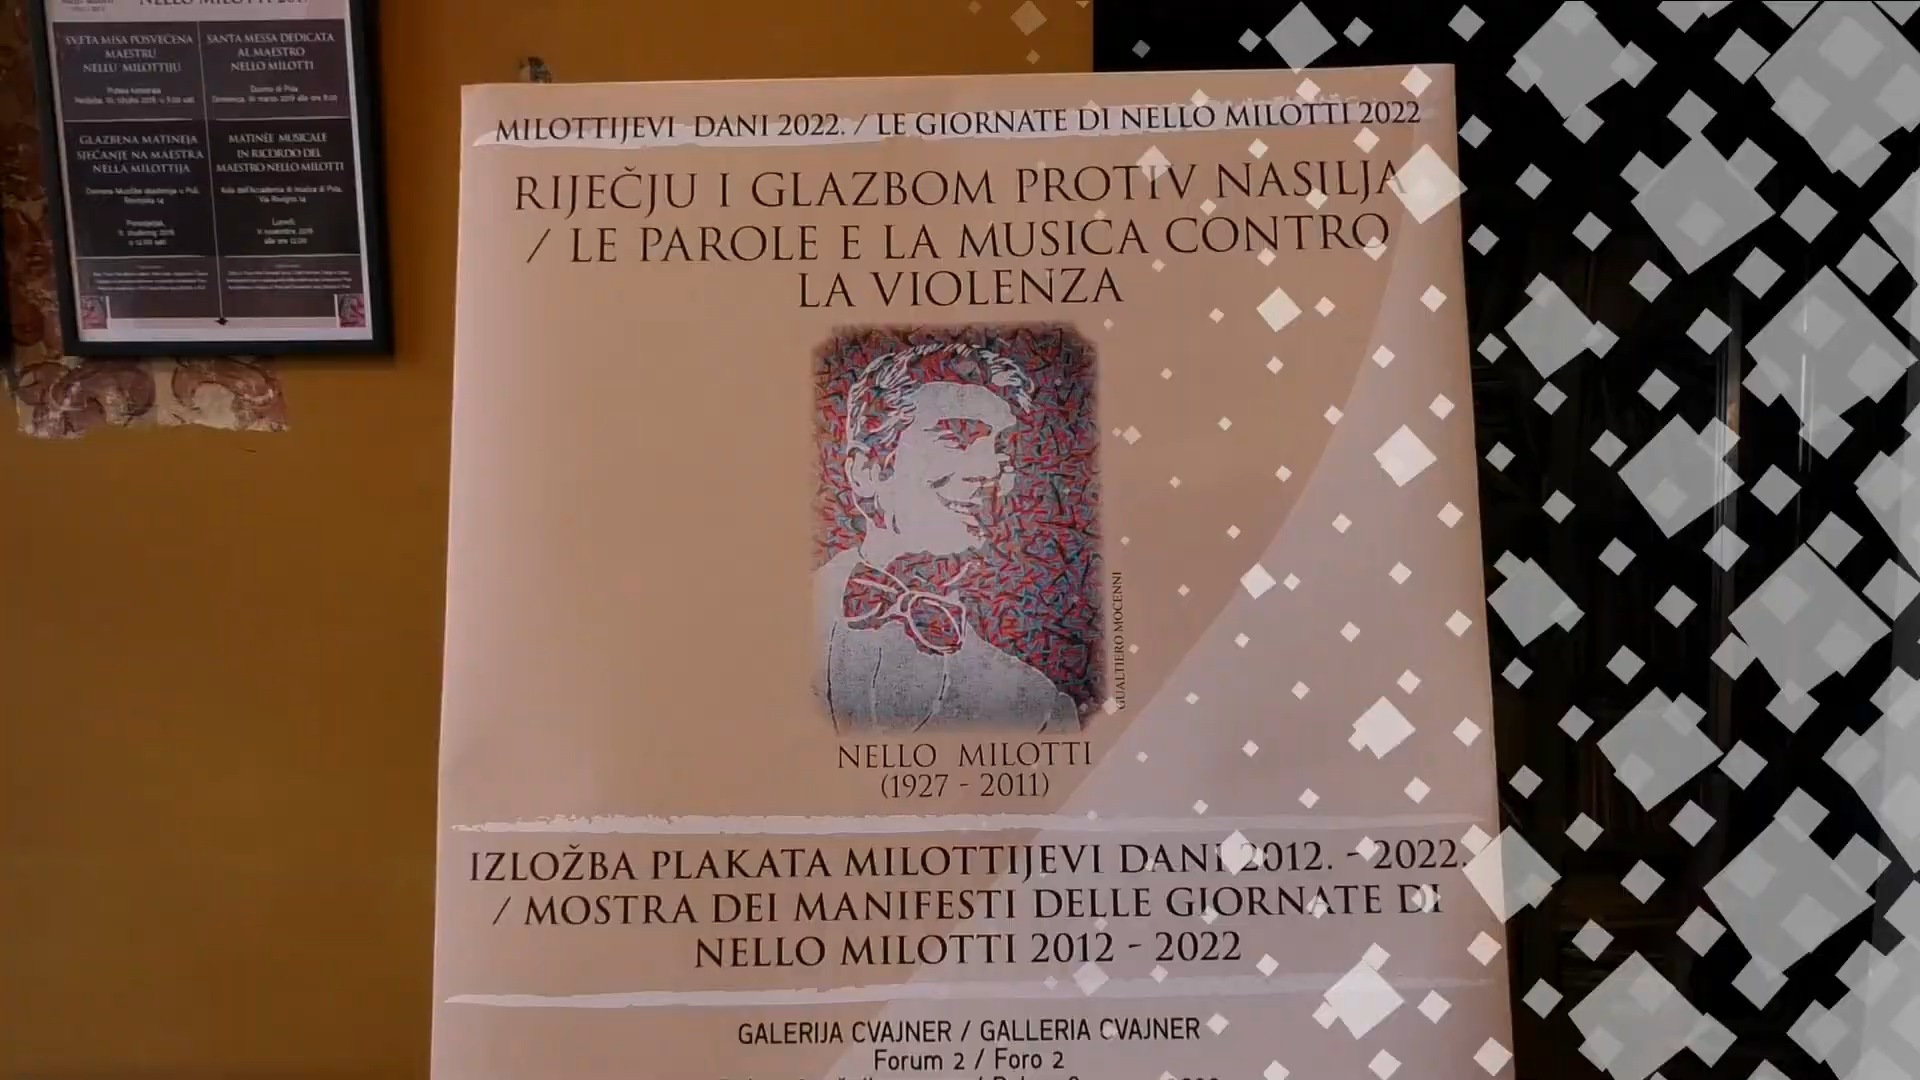 NELLO MILOTTI
SVETA MISA POSVEĆENA
MAESTRU
NELLU MILOTTIJU
SANTA MESSA DEDICATA
AL MAESTRO
NELLO MILOTTI
GLAZBENA MATINEJA
SJEĆANJE NA MAESTRA
NELLA MILOTTIJA
MATINÉE MUSICALE
IN RICORDO DEL
MAESTRO NELLO MILOTTI
MILOTTIJEVI DANI 2022. / LE GIORNATE DI NELLO MILOTTI 2022
RIJEČJU I GLAZBOM PROTIV NASILJA
/ LE PAROLE E LA MUSICA CONTRO
LA VIOLENZA
GUALTIERO MOCENNI
NELLO MILOTTI
(1927 - 2011)
IZLOŽBA PLAKATA MILOTTIJEVI DANI 2012. - 2022.
/ MOSTRA DEI MANIFESTI DELLE GIORNATE DI
NELLO MILOTTI 2012 - 2022
GALERIJA CVAJNER / GALLERIA CVAJNER
Forum 2 / Foro 2